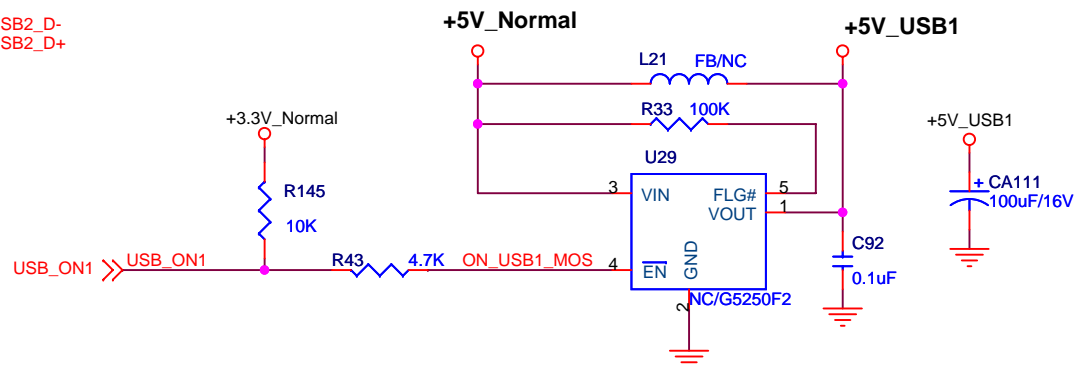 SB2_D-
SB2_D+
+5V_Normal
+5V_USB1
L21 FB/NC
R33 100K
+3.3V_Normal
+5V_USB1
U29
R145
10K
3 VIN FLG# 5
VOUT 1
+ CA111
100uF/16V
USB_ON1 USB_ON1
R43 4.7K ON_USB1_MOS 4 EN GND
C92
0.1uF
2 NC/G5250F2